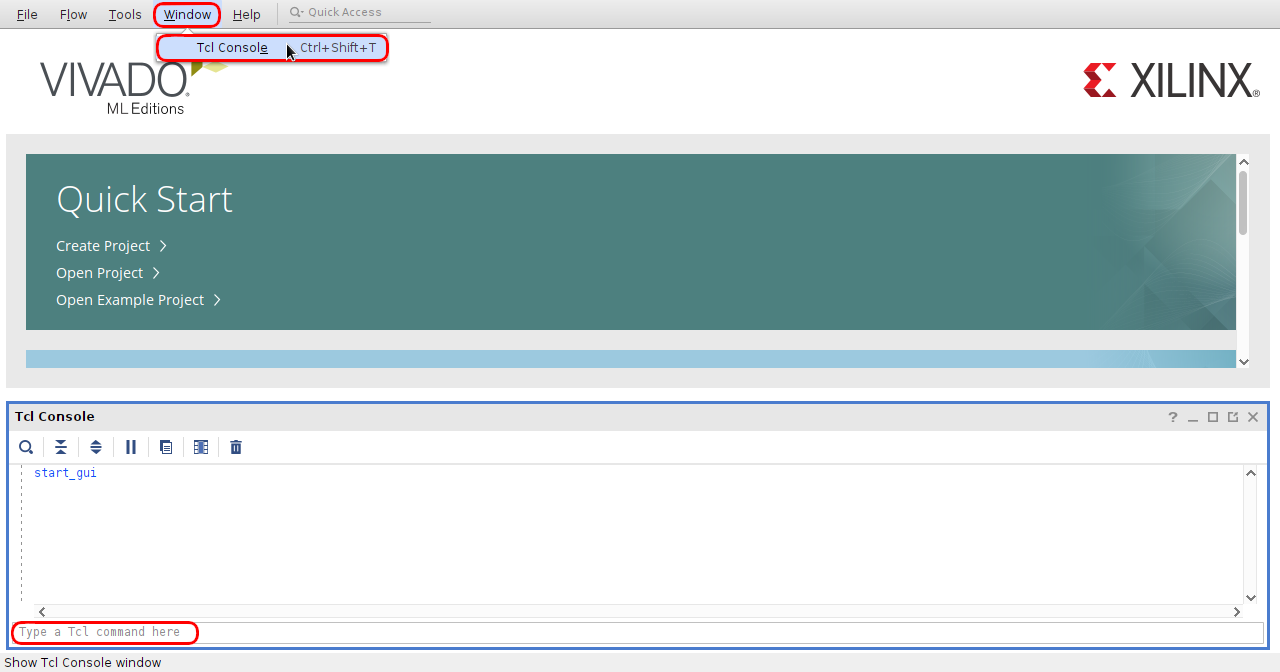 File Flow Tools Window Help Quick Access
Tcl Console Ctrl+Shift+T
VIVADO
ML Editions
XILINX®
Quick Start
Create Project
Open Project
Open Example Project
Tcl Console
start_gui
Type a Tcl command here
Show Tcl Console window